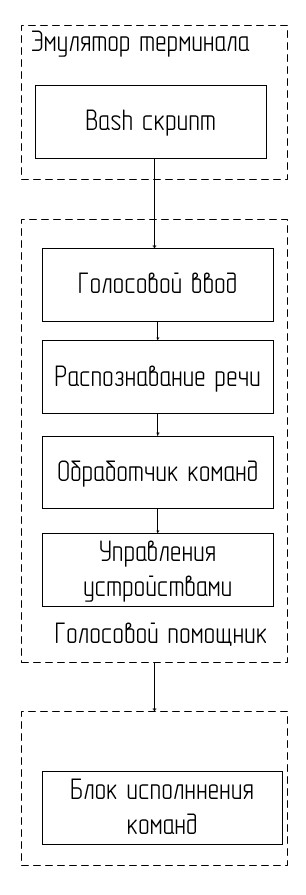 Эмулятор терминала
Bash скрипт
Голосовой ввод
Распознавание речи
Обработчик команд
Управления
устройствами
Голосовой помощник
Блок исполннения
команд